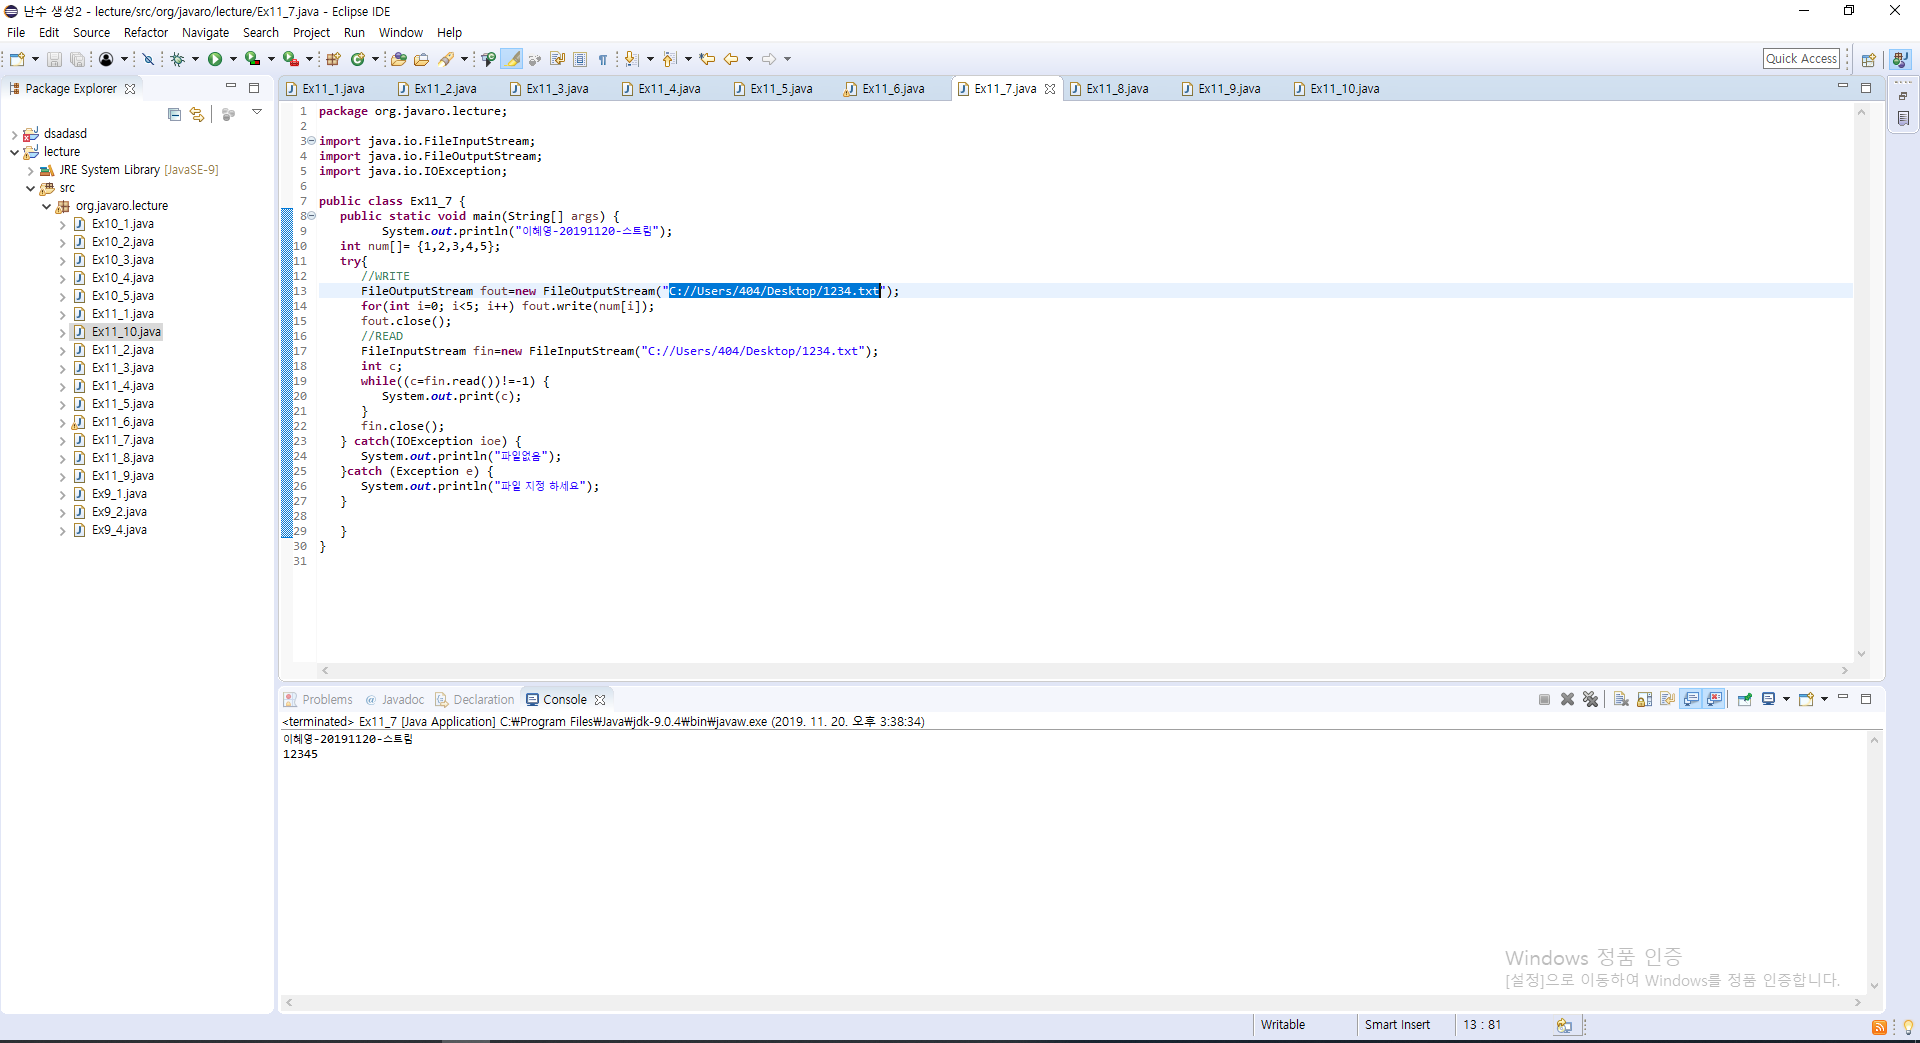 난수 생성2 - lecture/src/org/javaro/lecture/Ex11_7.java - Eclipse IDE
File Edit Source Refactor Navigate Search Project Run Window Help
Quick Access
Package Explorer
dsadasd
lecture
JRE System Library [JavaSE-9]
src
org.javaro.lecture
Ex10_1.java
Ex10_2.java
Ex10_3.java
Ex10_4.java
Ex10_5.java
Ex11_1.java
Ex11_10.java
Ex11_2.java
Ex11_3.java
Ex11_4.java
Ex11_5.java
Ex11_6.java
Ex11_7.java
Ex11_8.java
Ex11_9.java
Ex9_1.java
Ex9_2.java
Ex9_4.java
Ex11_1.java Ex11_2.java Ex11_3.java Ex11_4.java Ex11_5.java Ex11_6.java Ex11_7.java Ex11_8.java Ex11_9.java Ex11_10.java
1 package org.javaro.lecture;
2
3 import java.io.FileInputStream;
4 import java.io.FileOutputStream;
5 import java.io.IOException;
6
7 public class Ex11_7 {
8 public static void main(String[] args) {
9 System.out.println("이혜영-20191120-스트림");
10 int num[]= {1,2,3,4,5};
11 try{
12 //WRITE
13 FileOutputStream fout=new FileOutputStream("C://Users/404/Desktop/1234.txt");
14 for(int i=0; i<5; i++) fout.write(num[i]);
15 fout.close();
16 //READ
17 FileInputStream fin=new FileInputStream("C://Users/404/Desktop/1234.txt");
18 int c;
19 while((c=fin.read())!=-1) {
20 System.out.print(c);
21 }
22 fin.close();
23 } catch(IOException ioe) {
24 System.out.println("파일없음");
25 }catch (Exception e) {
26 System.out.println("파일 지정 하세요");
27 }
28
29 }
30 }
31
Problems Javadoc Declaration Console
<terminated> Ex11_7 [Java Application] C:₩Program Files₩Java₩jdk-9.0.4₩bin₩javaw.exe (2019. 11. 20. 오후 3:38:34)
이혜영-20191120-스트림
12345
Windows 정품 인증
[설정]으로 이동하여 Windows를 정품 인증합니다.
Writable Smart Insert 13 : 81